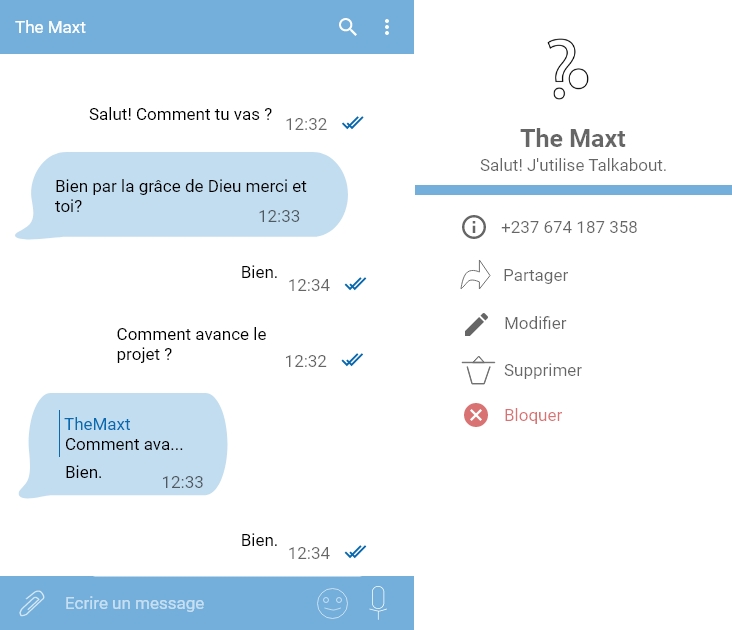 The Maxt
Salut! Comment tu vas ?
12:32
Bien par la grâce de Dieu merci et
toi?
12:33
Bien.
12:34
Comment avance le
projet ?
12:32
TheMaxt
Comment ava...
Bien.
12:33
Bien.
12:34
Ecrire un message
The Maxt
Salut! J'utilise Talkabout.
+237 674 187 358
Partager
Modifier
Supprimer
Bloquer